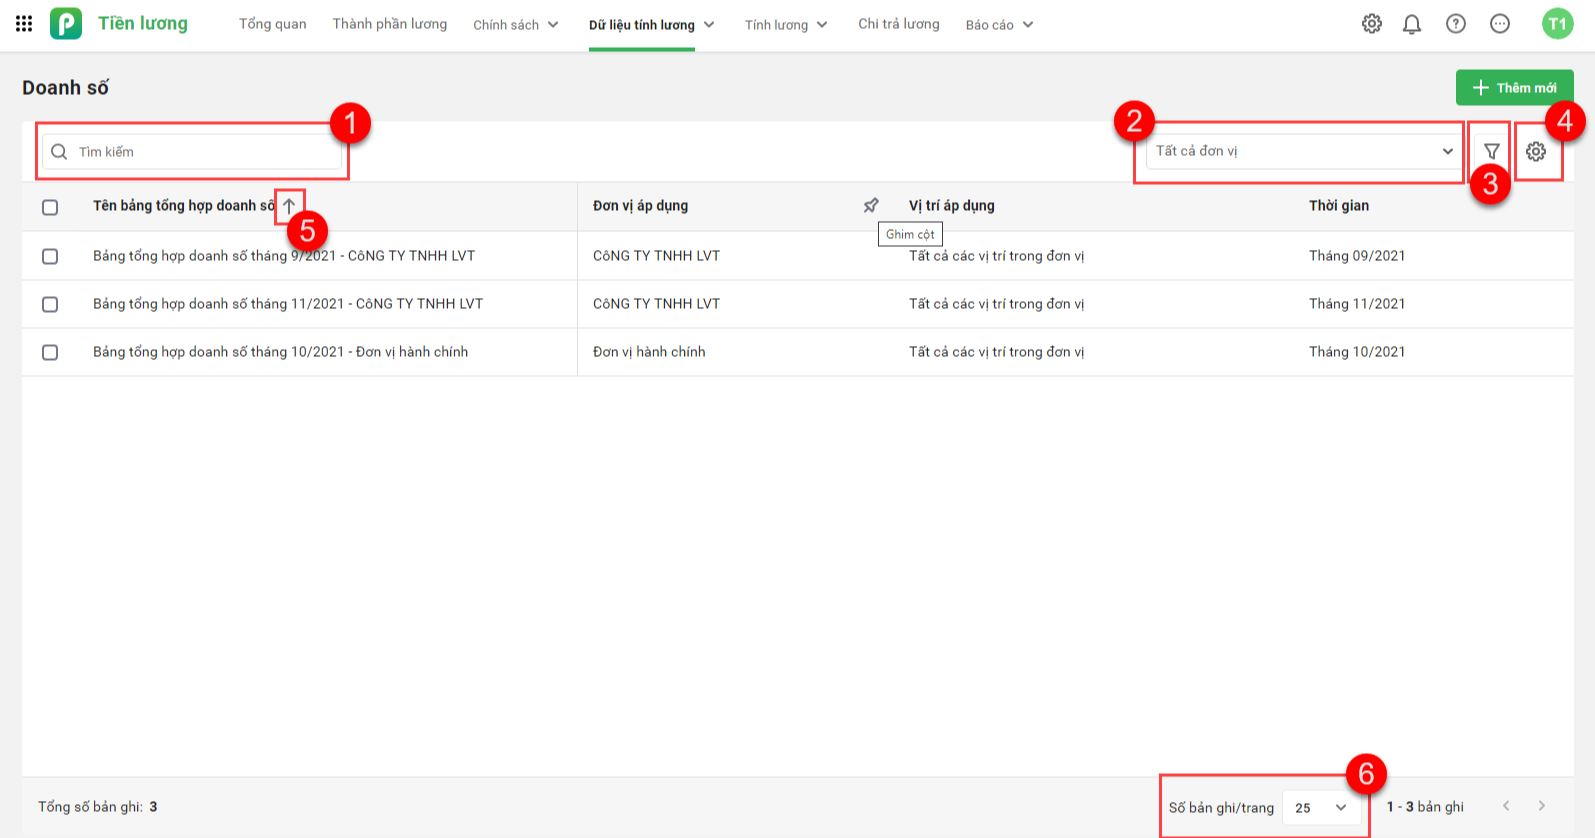 Tiền lương Tổng quan Thành phần lương Chính sách Dữ liệu tính lương Tính lương Chi trả lương Báo cáo T1
Doanh số Thêm mới
1 2 4
Tìm kiếm Tất cả đơn vị
3
Tên bảng tổng hợp doanh số Đơn vị áp dụng Vị trí áp dụng Thời gian
5 Ghim cột
Bảng tổng hợp doanh số tháng 9/2021 - CôNG TY TNHH LVT CôNG TY TNHH LVT Tất cả các vị trí trong đơn vị Tháng 09/2021
Bảng tổng hợp doanh số tháng 11/2021 - CôNG TY TNHH LVT CôNG TY TNHH LVT Tất cả các vị trí trong đơn vị Tháng 11/2021
Bảng tổng hợp doanh số tháng 10/2021 - Đơn vị hành chính Đơn vị hành chính Tất cả các vị trí trong đơn vị Tháng 10/2021
6
Tổng số bản ghi: 3 Số bản ghi/trang 25 1 - 3 bản ghi